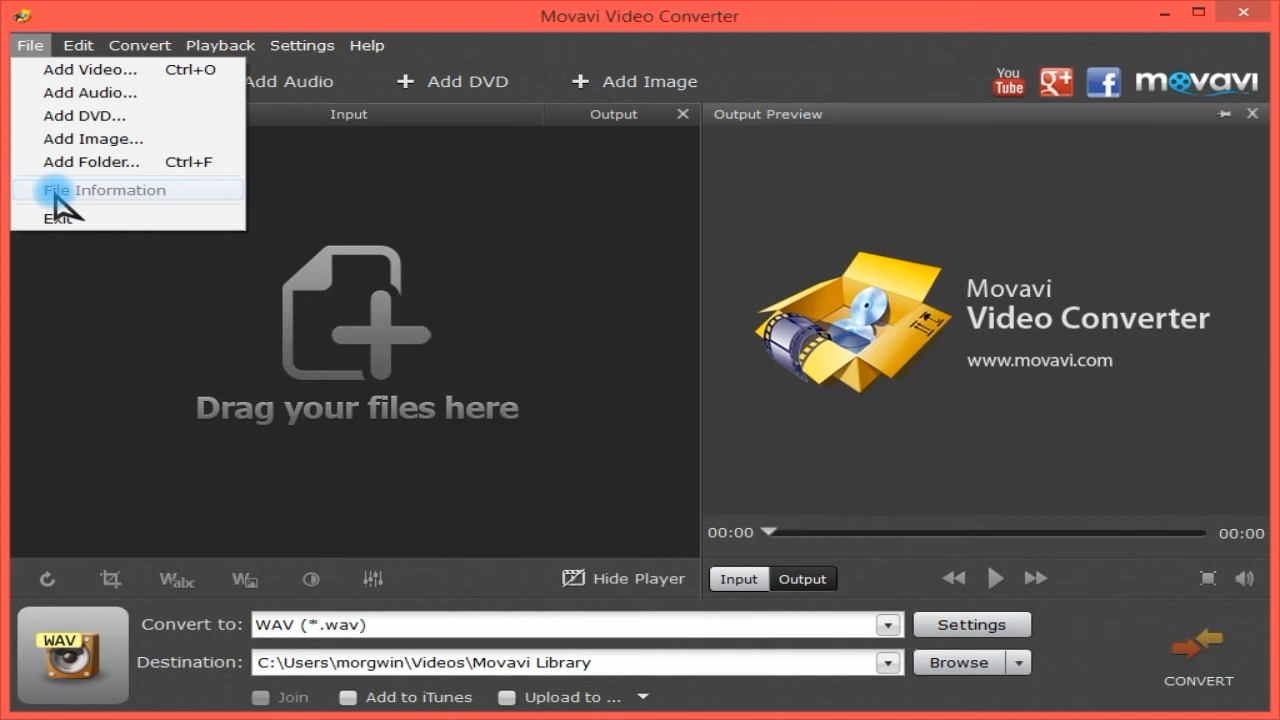 Movavi Video Converter
File Edit Convert Playback Settings Help
Add Video... Ctrl+O
Add Audio...
Add DVD...
Add Image...
Add Folder... Ctrl+F
File Information
Exit
Add Audio + Add DVD + Add Image
You Tube g+ f movavi
Input Output Output Preview
Drag your files here
Movavi
Video Converter
www.movavi.com
00:00 00:00
Wabc W Hide Player Input Output
WAV
Convert to: WAV (*.wav) Settings
Destination: C:\Users\morgwin\Videos\Movavi Library Browse
Join Add to iTunes Upload to ...
CONVERT